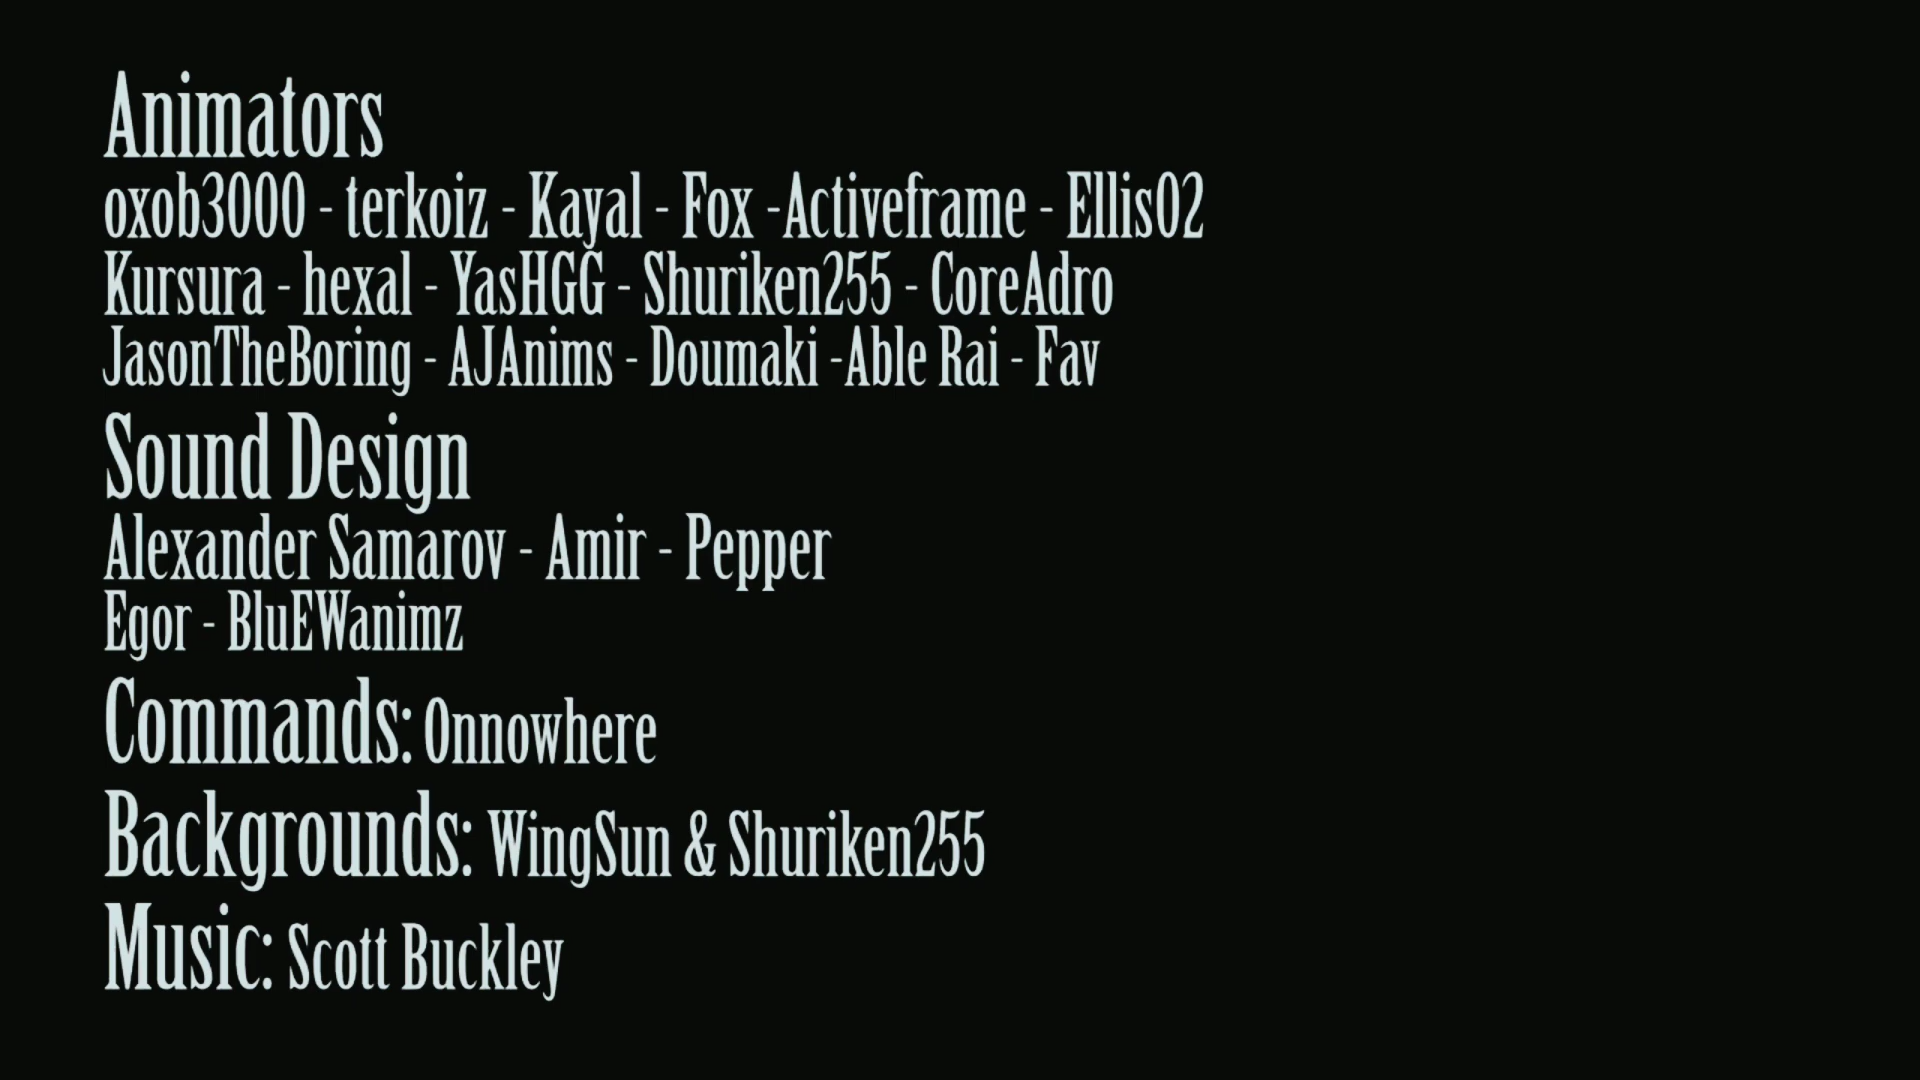 Animators
oxob3000 - terkoiz - Kayal - Fox -Activeframe - Ellis02
Kursura - hexal - YasHGG - Shuriken255 - CoreAdro
JasonTheBoring - AJAnims - Doumaki -Able Rai - Fav
Sound Design
Alexander Samarov - Amir - Pepper
Egor - BluEWanimz
Commands: Onnowhere
Backgrounds: WingSun & Shuriken255
Music: Scott Buckley